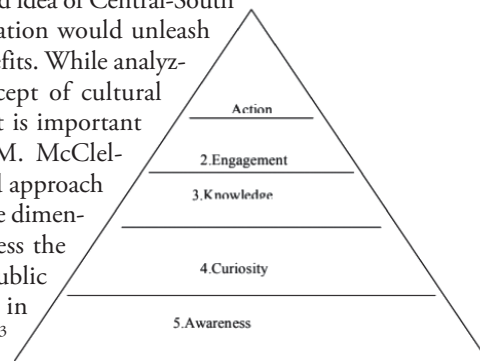 d idea of Central-South
ation would unleash
efits. While analyz-
cept of cultural
t is important
M. McClel-
l approach
e dimen-
ess the
ublic
in
3
Action
2.Engagement
3.Knowledge
4.Curiosity
5.Awareness